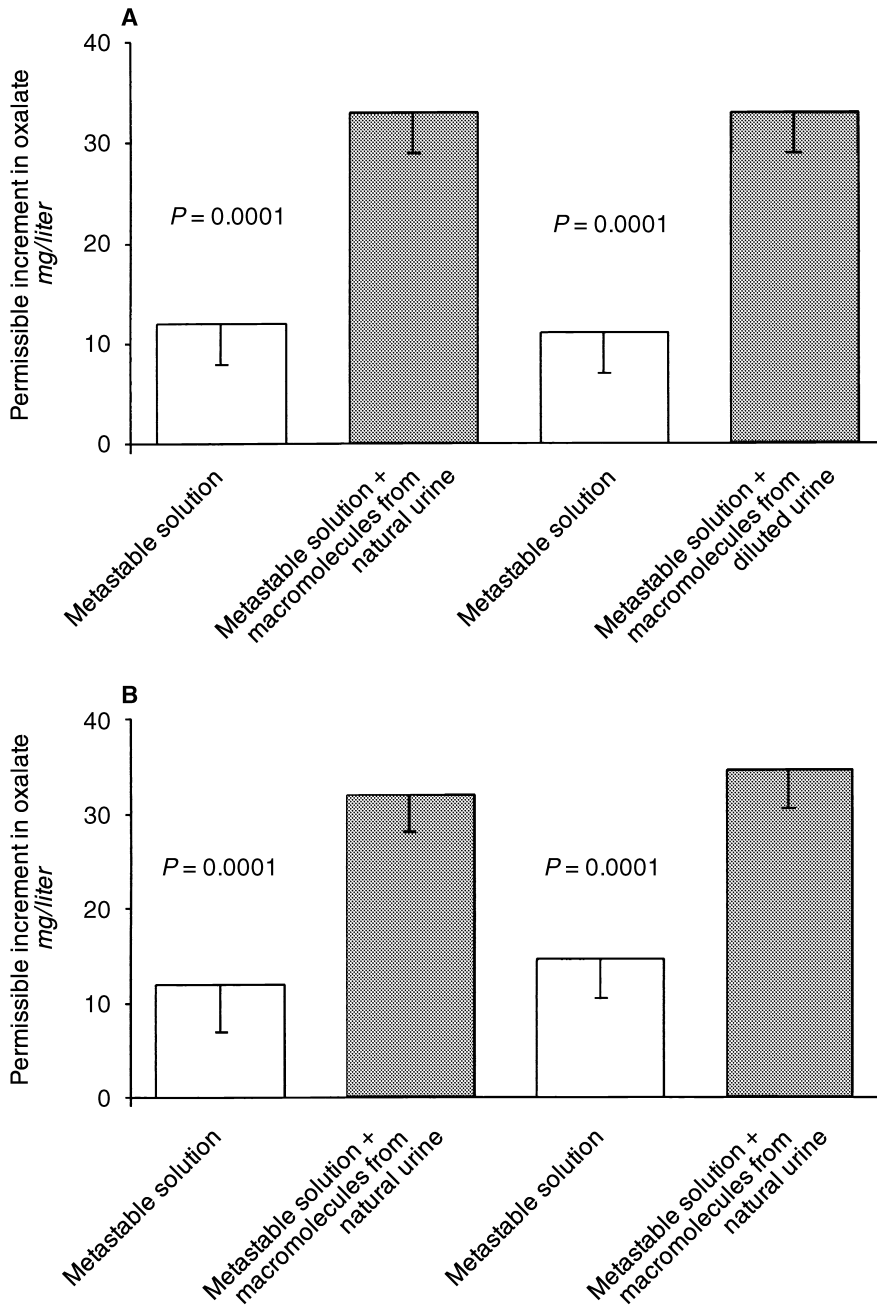 A
Permissible increment in oxalate
mg/liter
40
30
20
10
0
P = 0.0001
P = 0.0001
Metastable solution
Metastable solution +
macromolecules from
natural urine
Metastable solution
Metastable solution +
macromolecules from
diluted urine
B
Permissible increment in oxalate
mg/liter
40
30
20
10
0
P = 0.0001
P = 0.0001
Metastable solution
Metastable solution +
macromolecules from
natural urine
Metastable solution
Metastable solution +
macromolecules from
natural urine